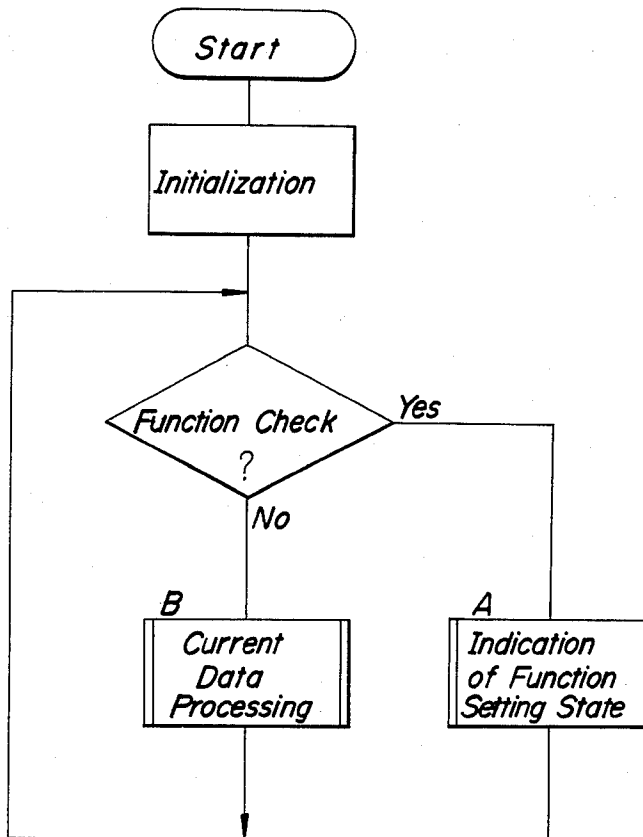 Start
Initialization
Function Check
?
Yes
No
B
Current
Data
Processing
A
Indication
of Function
Setting State